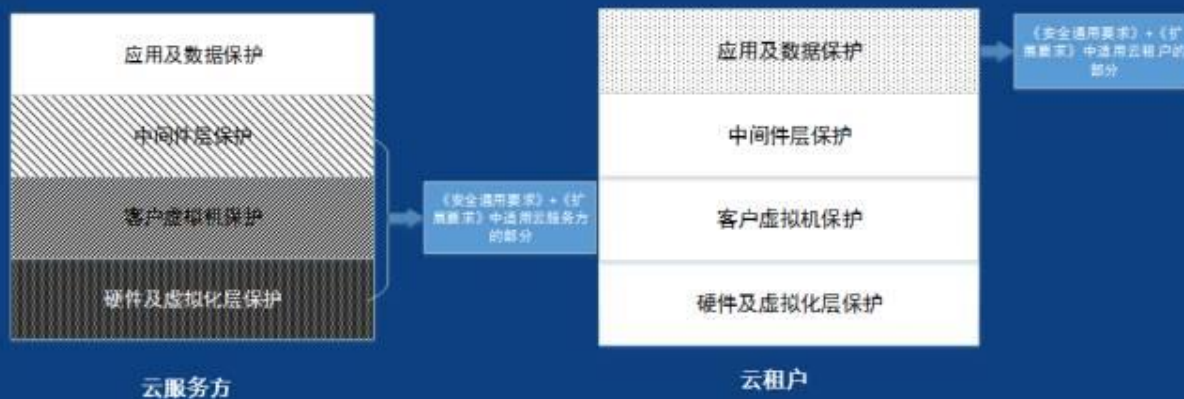 应用及数据保护
中间件层保护
客户虚拟机保护
硬件及虚拟化层保护
云服务方
《安全通用要求》+《扩
展要求》中适用云服务方
的部分
应用及数据保护
中间件层保护
客户虚拟机保护
硬件及虚拟化层保护
云租户
《安全通用要求》+《扩
展要求》中适用云租户的
部分